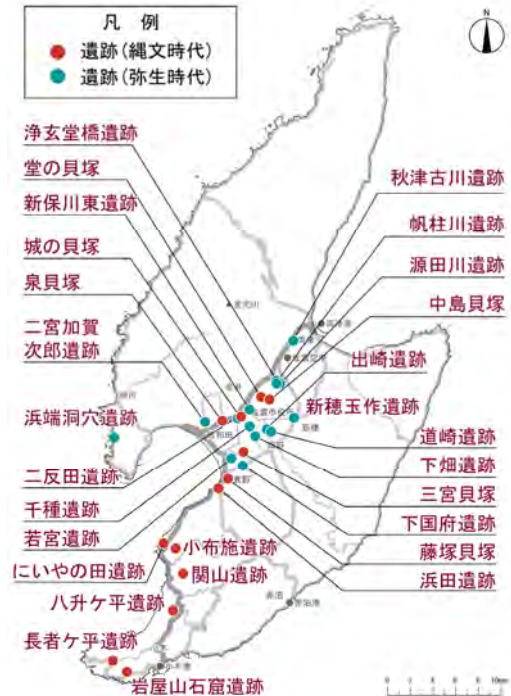 凡 例
遺跡(縄文時代)
遺跡(弥生時代)
N
浄玄堂橋遺跡
堂の貝塚
新保川東遺跡
城の貝塚
泉貝塚
二宮加賀
次郎遺跡
浜端洞穴遺跡
二反田遺跡
千種遺跡
若宮遺跡
にいやの田遺跡
八升ケ平遺跡
長者ケ平遺跡
秋津古川遺跡
帆柱川遺跡
源田川遺跡
中島貝塚
出崎遺跡
新穂玉作遺跡
道崎遺跡
下畑遺跡
三宮貝塚
下国府遺跡
藤塚貝塚
浜田遺跡
小布施遺跡
関山遺跡
岩屋山石窟遺跡